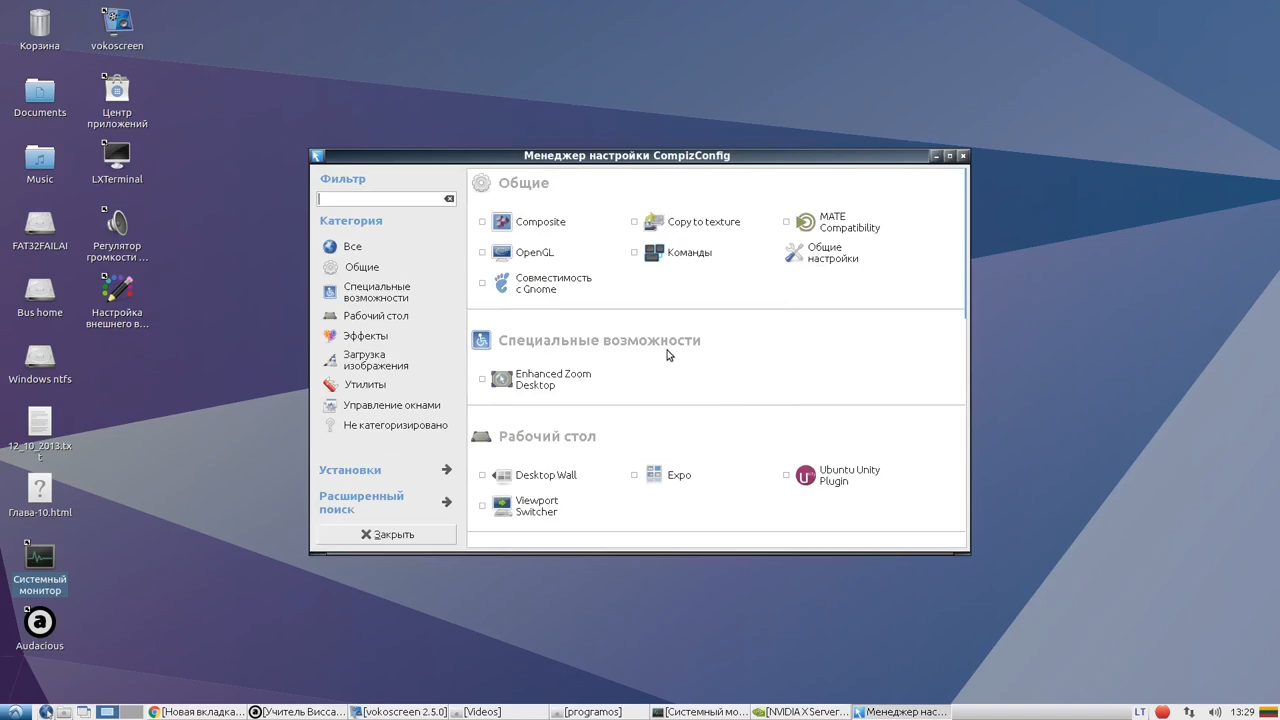 Корзина
vokoscreen
Documents
Центр
приложений
Music
LXTerminal
FAT32FAILAI
Регулятор
громкости ...
Bus home
Настройка
внешнего в...
Windows ntfs
12_10_2013.tx
t
Глава-10.html
Системный
монитор
Audacious
Менеджер настройки CompizConfig
Фильтр
Категория
Все
Общие
Специальные
возможности
Рабочий стол
Эффекты
Загрузка
изображения
Утилиты
Управление окнами
Не категоризировано
Установки
Расширенный
поиск
Закрыть
Общие
Composite
Copy to texture
MATE
Compatibility
OpenGL
Команды
Общие
настройки
Совместимость
с Gnome
Специальные возможности
Enhanced Zoom
Desktop
Рабочий стол
Desktop Wall
Expo
Ubuntu Unity
Plugin
Viewport
Switcher
[Новая вкладка...
[Учитель Висса...
[vokoscreen 2.5.0]
[Videos]
[programos]
[Системный мо...
[NVIDIA X Server...
Менеджер нас...
LT
13:29